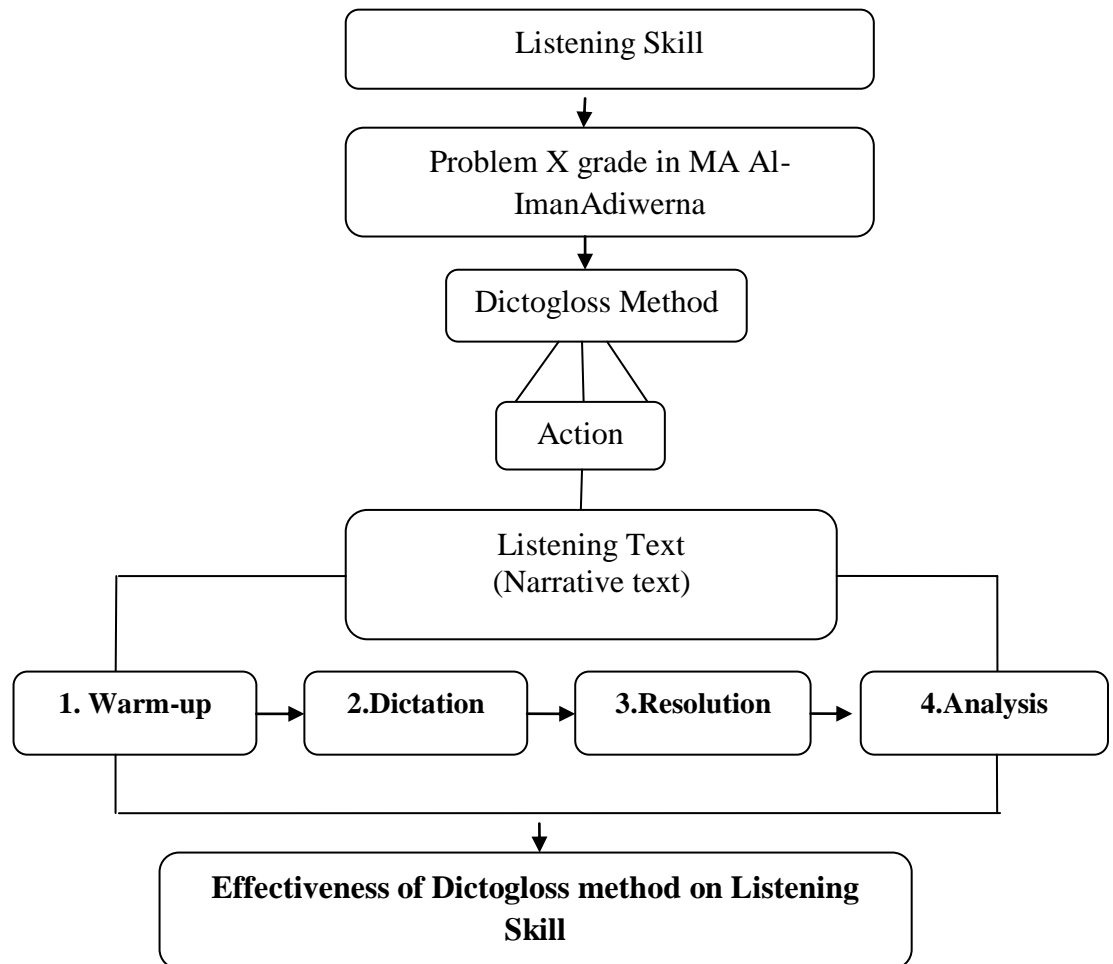 Listening Skill
Problem X grade in MA Al-
ImanAdiwerna
Dictogloss Method
Action
Listening Text
(Narrative text)
1. Warm-up
2.Dictation
3.Resolution
4.Analysis
Effectiveness of Dictogloss method on Listening
Skill